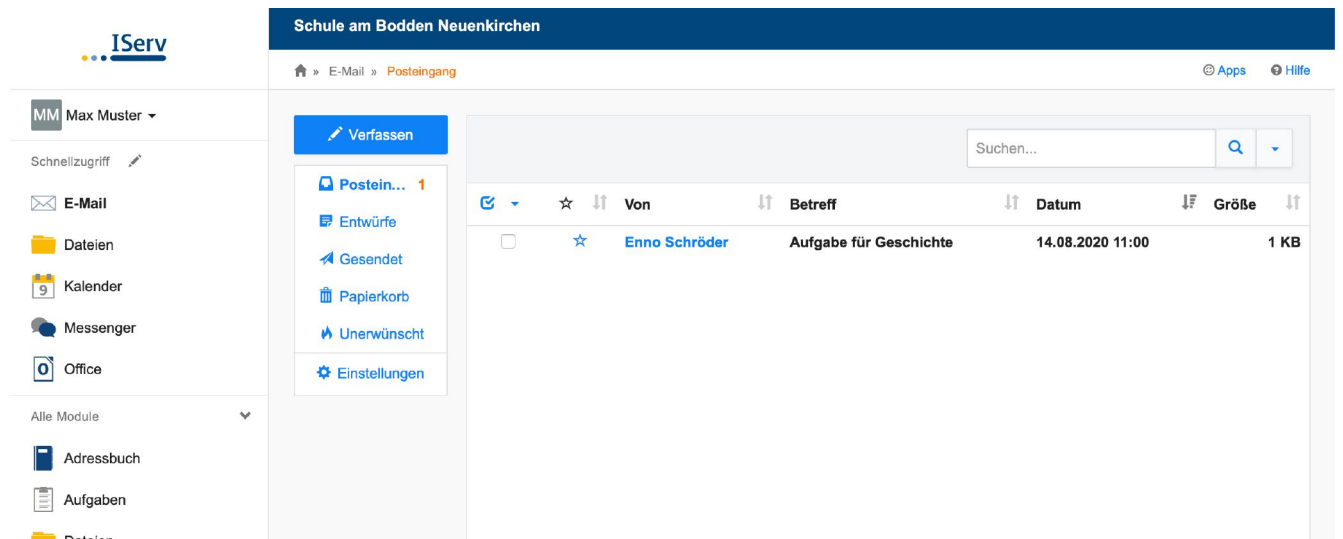 IServ
Schule am Bodden Neuenkirchen
» E-Mail » Posteingang
Apps
Hilfe
MM Max Muster
Schnellzugriff
E-Mail
Dateien
9 Kalender
Messenger
O Office
Alle Module
Adressbuch
Aufgaben
Dateien
Verfassen
Postein... 1
Entwürfe
Gesendet
Papierkorb
Unerwünscht
Einstellungen
Suchen...
Von Betreff Datum Größe
Enno Schröder Aufgabe für Geschichte 14.08.2020 11:00 1 KB